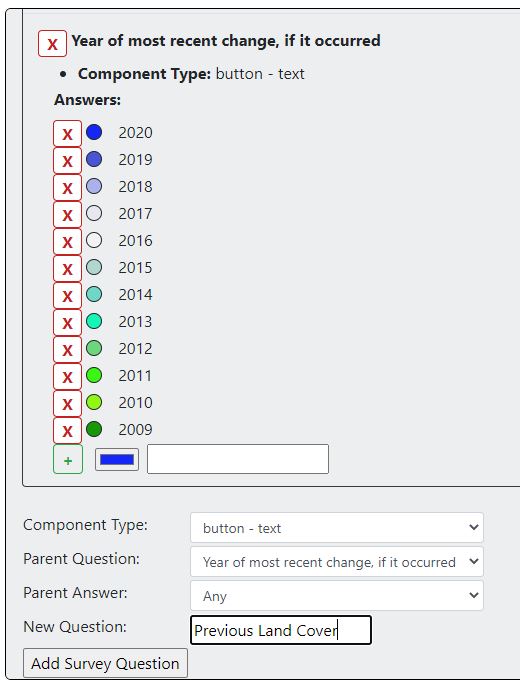 X Year of most recent change, if it occurred
• Component Type: button - text
Answers:
X 2020
X 2019
X 2018
X 2017
X 2016
X 2015
X 2014
X 2013
X 2012
X 2011
X 2010
X 2009
+
Component Type: button - text
Parent Question: Year of most recent change, if it occurred
Parent Answer: Any
New Question: Previous Land Cover
Add Survey Question